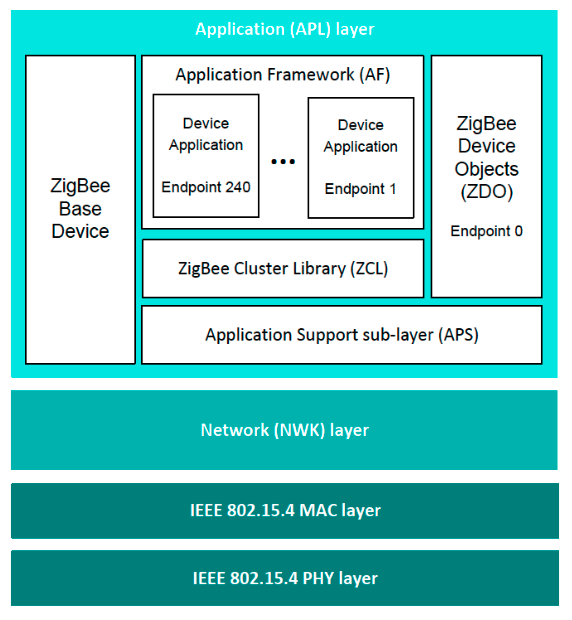 Application (APL) layer
ZigBee
Base
Device
Application Framework (AF)
Device
Application
Endpoint 240
...
Device
Application
Endpoint 1
ZigBee
Device
Objects
(ZDO)
Endpoint 0
ZigBee Cluster Library (ZCL)
Application Support sub-layer (APS)
Network (NWK) layer
IEEE 802.15.4 MAC layer
IEEE 802.15.4 PHY layer